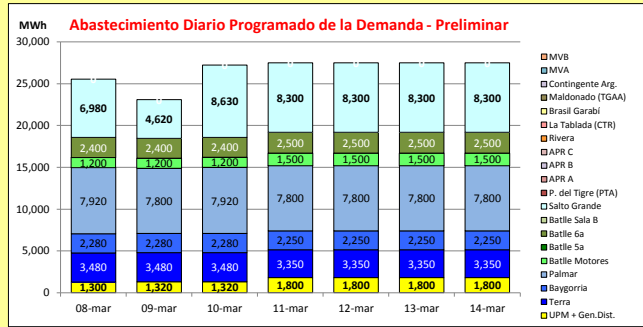 MWh
Abastecimiento Diario Programado de la Demanda - Preliminar
30,000
25,000
20,000
15,000
10,000
5,000
0
6,980 4,620 8,630 8,300 8,300 8,300 8,300
2,400 2,400 2,400 2,500 2,500 2,500 2,500
1,200 1,200 1,200 1,500 1,500 1,500 1,500
7,920 7,800 7,920 7,800 7,800 7,800 7,800
2,280 2,280 2,280 2,250 2,250 2,250 2,250
3,480 3,480 3,480 3,350 3,350 3,350 3,350
1,300 1,320 1,320 1,800 1,800 1,800 1,800
08-mar 09-mar 10-mar 11-mar 12-mar 13-mar 14-mar
MVB
MVA
Contingente Arg.
Maldonado (TGAA)
Brasil Garabí
La Tablada (CTR)
Rivera
APR C
APR B
APR A
P. del Tigre (PTA)
Salto Grande
Batlle Sala B
Batlle 6a
Batlle 5a
Batlle Motores
Palmar
Baygorria
Terra
UPM + Gen.Dist.